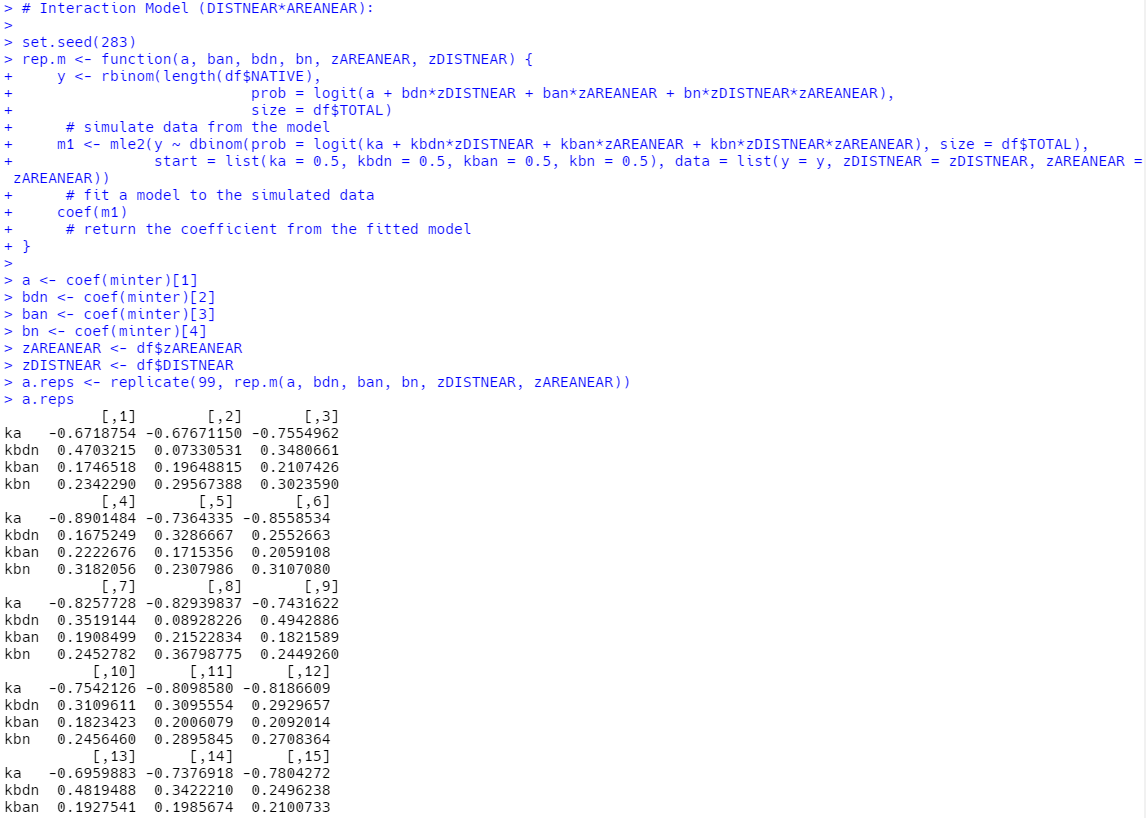 > # Interaction Model (DISTNEAR*AREANEAR):
>
> set.seed(283)
> rep.m <- function(a, ban, bdn, bn, zAREANEAR, zDISTNEAR) {
+     y <- rbinom(length(df$NATIVE),
+                           prob = logit(a + bdn*zDISTNEAR + ban*zAREANEAR + bn*zDISTNEAR*zAREANEAR),
+                           size = df$TOTAL)
+      # simulate data from the model
+     m1 <- mle2(y ~ dbinom(prob = logit(ka + kbdn*zDISTNEAR + kban*zAREANEAR + kbn*zDISTNEAR*zAREANEAR), size = df$TOTAL),
+                start = list(ka = 0.5, kbdn = 0.5, kban = 0.5, kbn = 0.5), data = list(y = y, zDISTNEAR = zDISTNEAR, zAREANEAR =
 zAREANEAR))
+      # fit a model to the simulated data
+     coef(m1)
+      # return the coefficient from the fitted model
+ }
>
> a <- coef(minter)[1]
> bdn <- coef(minter)[2]
> ban <- coef(minter)[3]
> bn <- coef(minter)[4]
> zAREANEAR <- df$zAREANEAR
> zDISTNEAR <- df$DISTNEAR
> a.reps <- replicate(99, rep.m(a, bdn, ban, bn, zDISTNEAR, zAREANEAR))
> a.reps
           [,1]        [,2]       [,3]
ka   -0.6718754 -0.67671150 -0.7554962
kbdn  0.4703215  0.07330531  0.3480661
kban  0.1746518  0.19648815  0.2107426
kbn   0.2342290  0.29567388  0.3023590
           [,4]       [,5]       [,6]
ka   -0.8901484 -0.7364335 -0.8558534
kbdn  0.1675249  0.3286667  0.2552663
kban  0.2222676  0.1715356  0.2059108
kbn   0.3182056  0.2307986  0.3107080
           [,7]        [,8]       [,9]
ka   -0.8257728 -0.82939837 -0.7431622
kbdn  0.3519144  0.08928226  0.4942886
kban  0.1908499  0.21522834  0.1821589
kbn   0.2452782  0.36798775  0.2449260
          [,10]      [,11]      [,12]
ka   -0.7542126 -0.8098580 -0.8186609
kbdn  0.3109611  0.3095554  0.2929657
kban  0.1823423  0.2006079  0.2092014
kbn   0.2456460  0.2895845  0.2708364
          [,13]      [,14]      [,15]
ka   -0.6959883 -0.7376918 -0.7804272
kbdn  0.4819488  0.3422210  0.2496238
kban  0.1927541  0.1985674  0.2100733